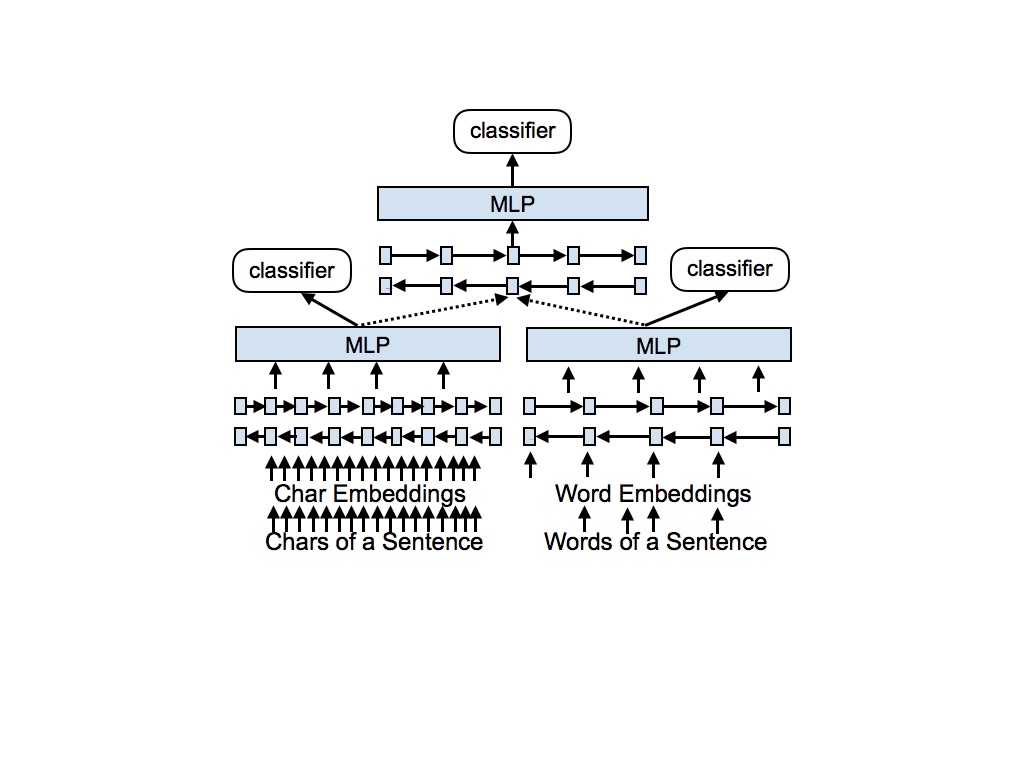 classifier
MLP
classifier
classifier
MLP
MLP
Char Embeddings
Word Embeddings
Chars of a Sentence
Words of a Sentence